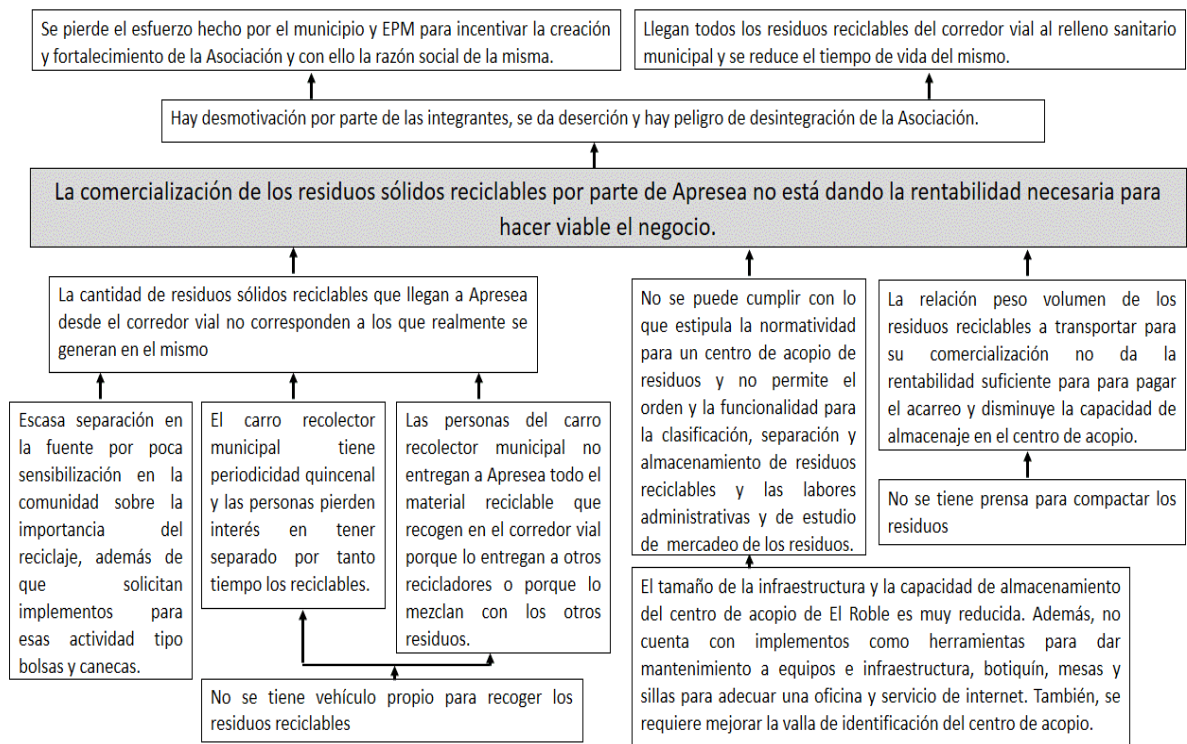 Se pierde el esfuerzo hecho por el municipio y EPM para incentivar la creación
y fortalecimiento de la Asociación y con ello la razón social de la misma.
Llegan todos los residuos reciclables del corredor vial al relleno sanitario
municipal y se reduce el tiempo de vida del mismo.
Hay desmotivación por parte de las integrantes, se da deserción y hay peligro de desintegración de la Asociación.
La comercialización de los residuos sólidos reciclables por parte de Apresea no está dando la rentabilidad necesaria para
hacer viable el negocio.
La cantidad de residuos sólidos reciclables que llegan a Apresea
desde el corredor vial no corresponden a los que realmente se
generan en el mismo
No se puede cumplir con lo
que estipula la normatividad
para un centro de acopio de
residuos y no permite el
orden y la funcionalidad para
la clasificación, separación y
almacenamiento de residuos
reciclables y las labores
administrativas y de estudio
de mercadeo de los residuos.
La relación peso volumen de los
residuos reciclables a transportar para
su comercialización no da la
rentabilidad suficiente para para pagar
el acarreo y disminuye la capacidad de
almacenaje en el centro de acopio.
Escasa separación en
la fuente por poca
sensibilización en la
comunidad sobre la
importancia del
reciclaje, además de
que solicitan
implementos para
esas actividad tipo
bolsas y canecas.
El carro recolector
municipal tiene
periodicidad quincenal
y las personas pierden
interés en tener
separado por tanto
tiempo los reciclables.
Las personas del carro
recolector municipal no
entregan a Apresea todo el
material reciclable que
recogen en el corredor vial
porque lo entregan a otros
recicladores o porque lo
mezclan con los otros
residuos.
No se tiene prensa para compactar los
residuos
No se tiene vehículo propio para recoger los
residuos reciclables
El tamaño de la infraestructura y la capacidad de almacenamiento
del centro de acopio de El Roble es muy reducida. Además, no
cuenta con implementos como herramientas para dar
mantenimiento a equipos e infraestructura, botiquín, mesas y
sillas para adecuar una oficina y servicio de internet. También, se
requiere mejorar la valla de identificación del centro de acopio.